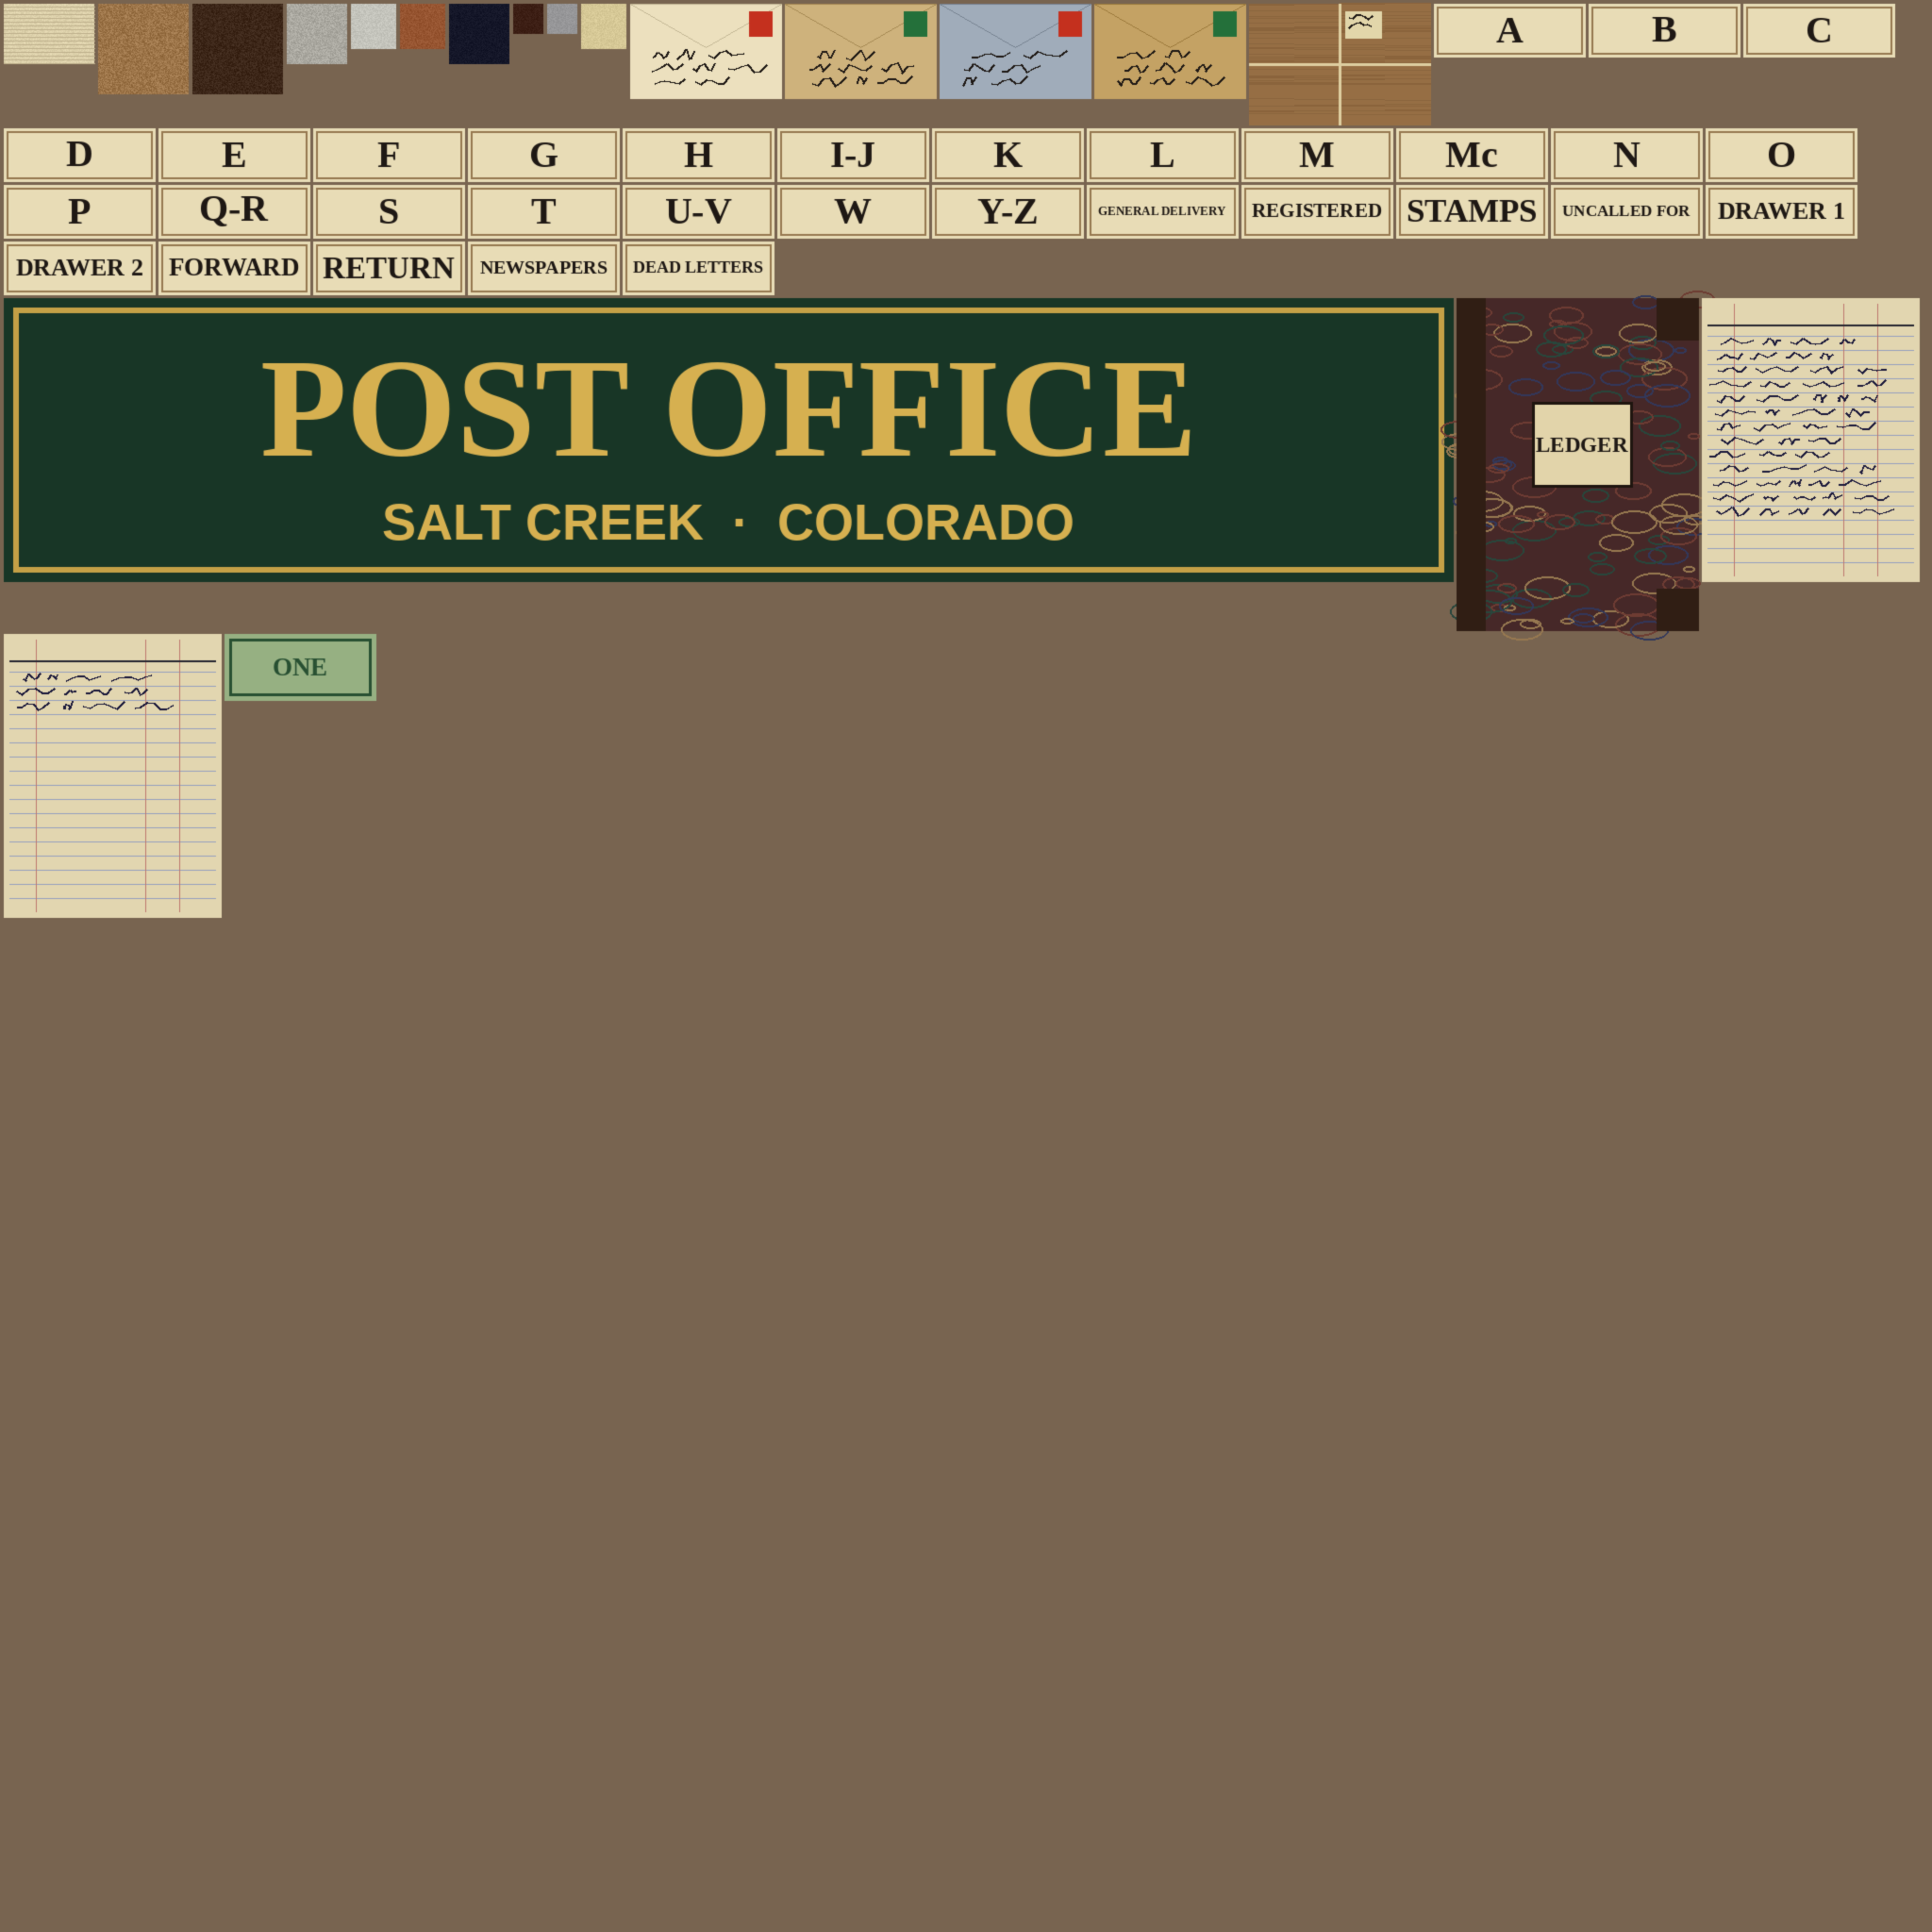 A
B
C
D
E
F
G
H
I-J
K
L
M
Mc
N
O
P
Q-R
S
T
U-V
W
Y-Z
GENERAL DELIVERY
REGISTERED
STAMPS
UNCALLED FOR
DRAWER 1
DRAWER 2
FORWARD
RETURN
NEWSPAPERS
DEAD LETTERS
POST OFFICE
SALT CREEK · COLORADO
LEDGER
ONE